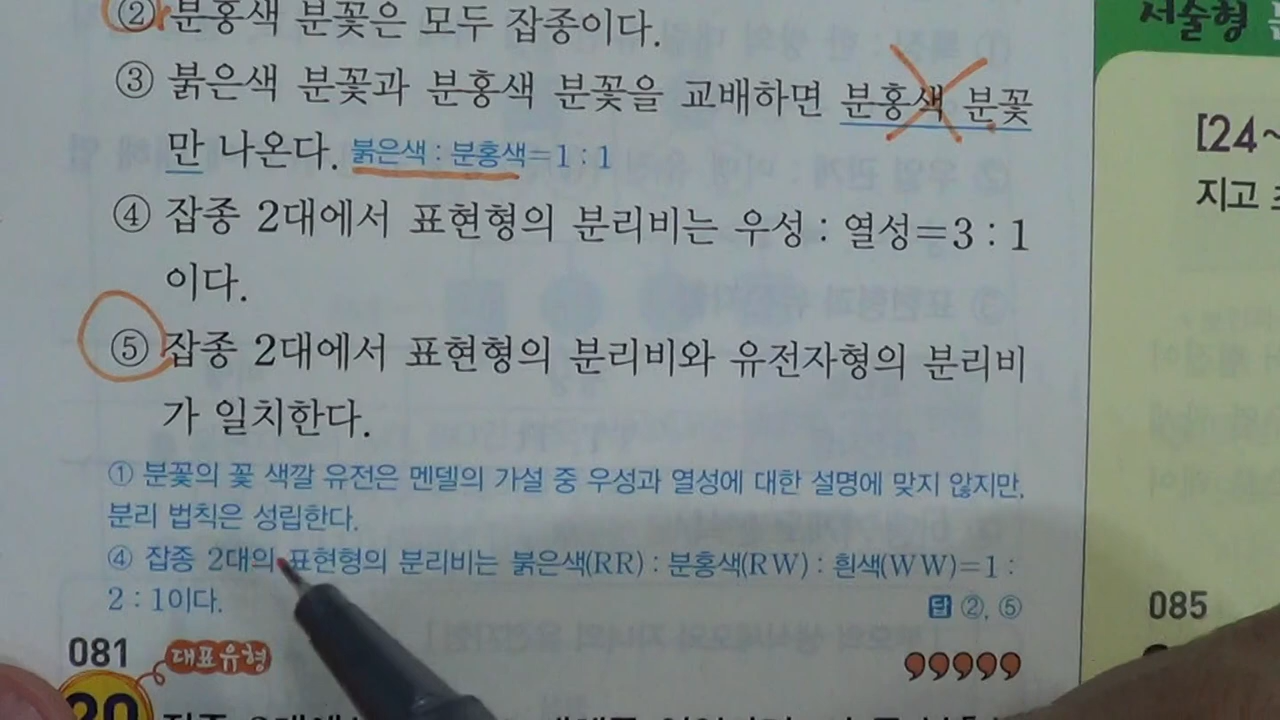 ② 분홍색 분꽃은 모두 잡종이다.
③ 붉은색 분꽃과 분홍색 분꽃을 교배하면 분홍색 분꽃
만 나온다. 붉은색 : 분홍색=1 : 1
④ 잡종 2대에서 표현형의 분리비는 우성 : 열성=3 : 1
이다.
⑤ 잡종 2대에서 표현형의 분리비와 유전자형의 분리비
가 일치한다.
① 분꽃의 꽃 색깔 유전은 멘델의 가설 중 우성과 열성에 대한 설명에 맞지 않지만,
분리 법칙은 성립한다.
④ 잡종 2대의 표현형의 분리비는 붉은색(RR) : 분홍색(RW) : 흰색(WW)=1 :
2 : 1이다.
답 ②, ⑤
081 대표유형
20
잡종 2대에서
서술형
[24~
지고
085